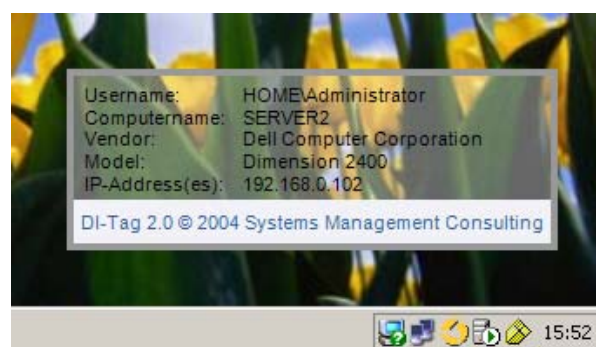 Username: HOME\Administrator
Computername: SERVER2
Vendor: Dell Computer Corporation
Model: Dimension 2400
IP-Address(es): 192.168.0.102
DI-Tag 2.0 © 2004 Systems Management Consulting
15:52